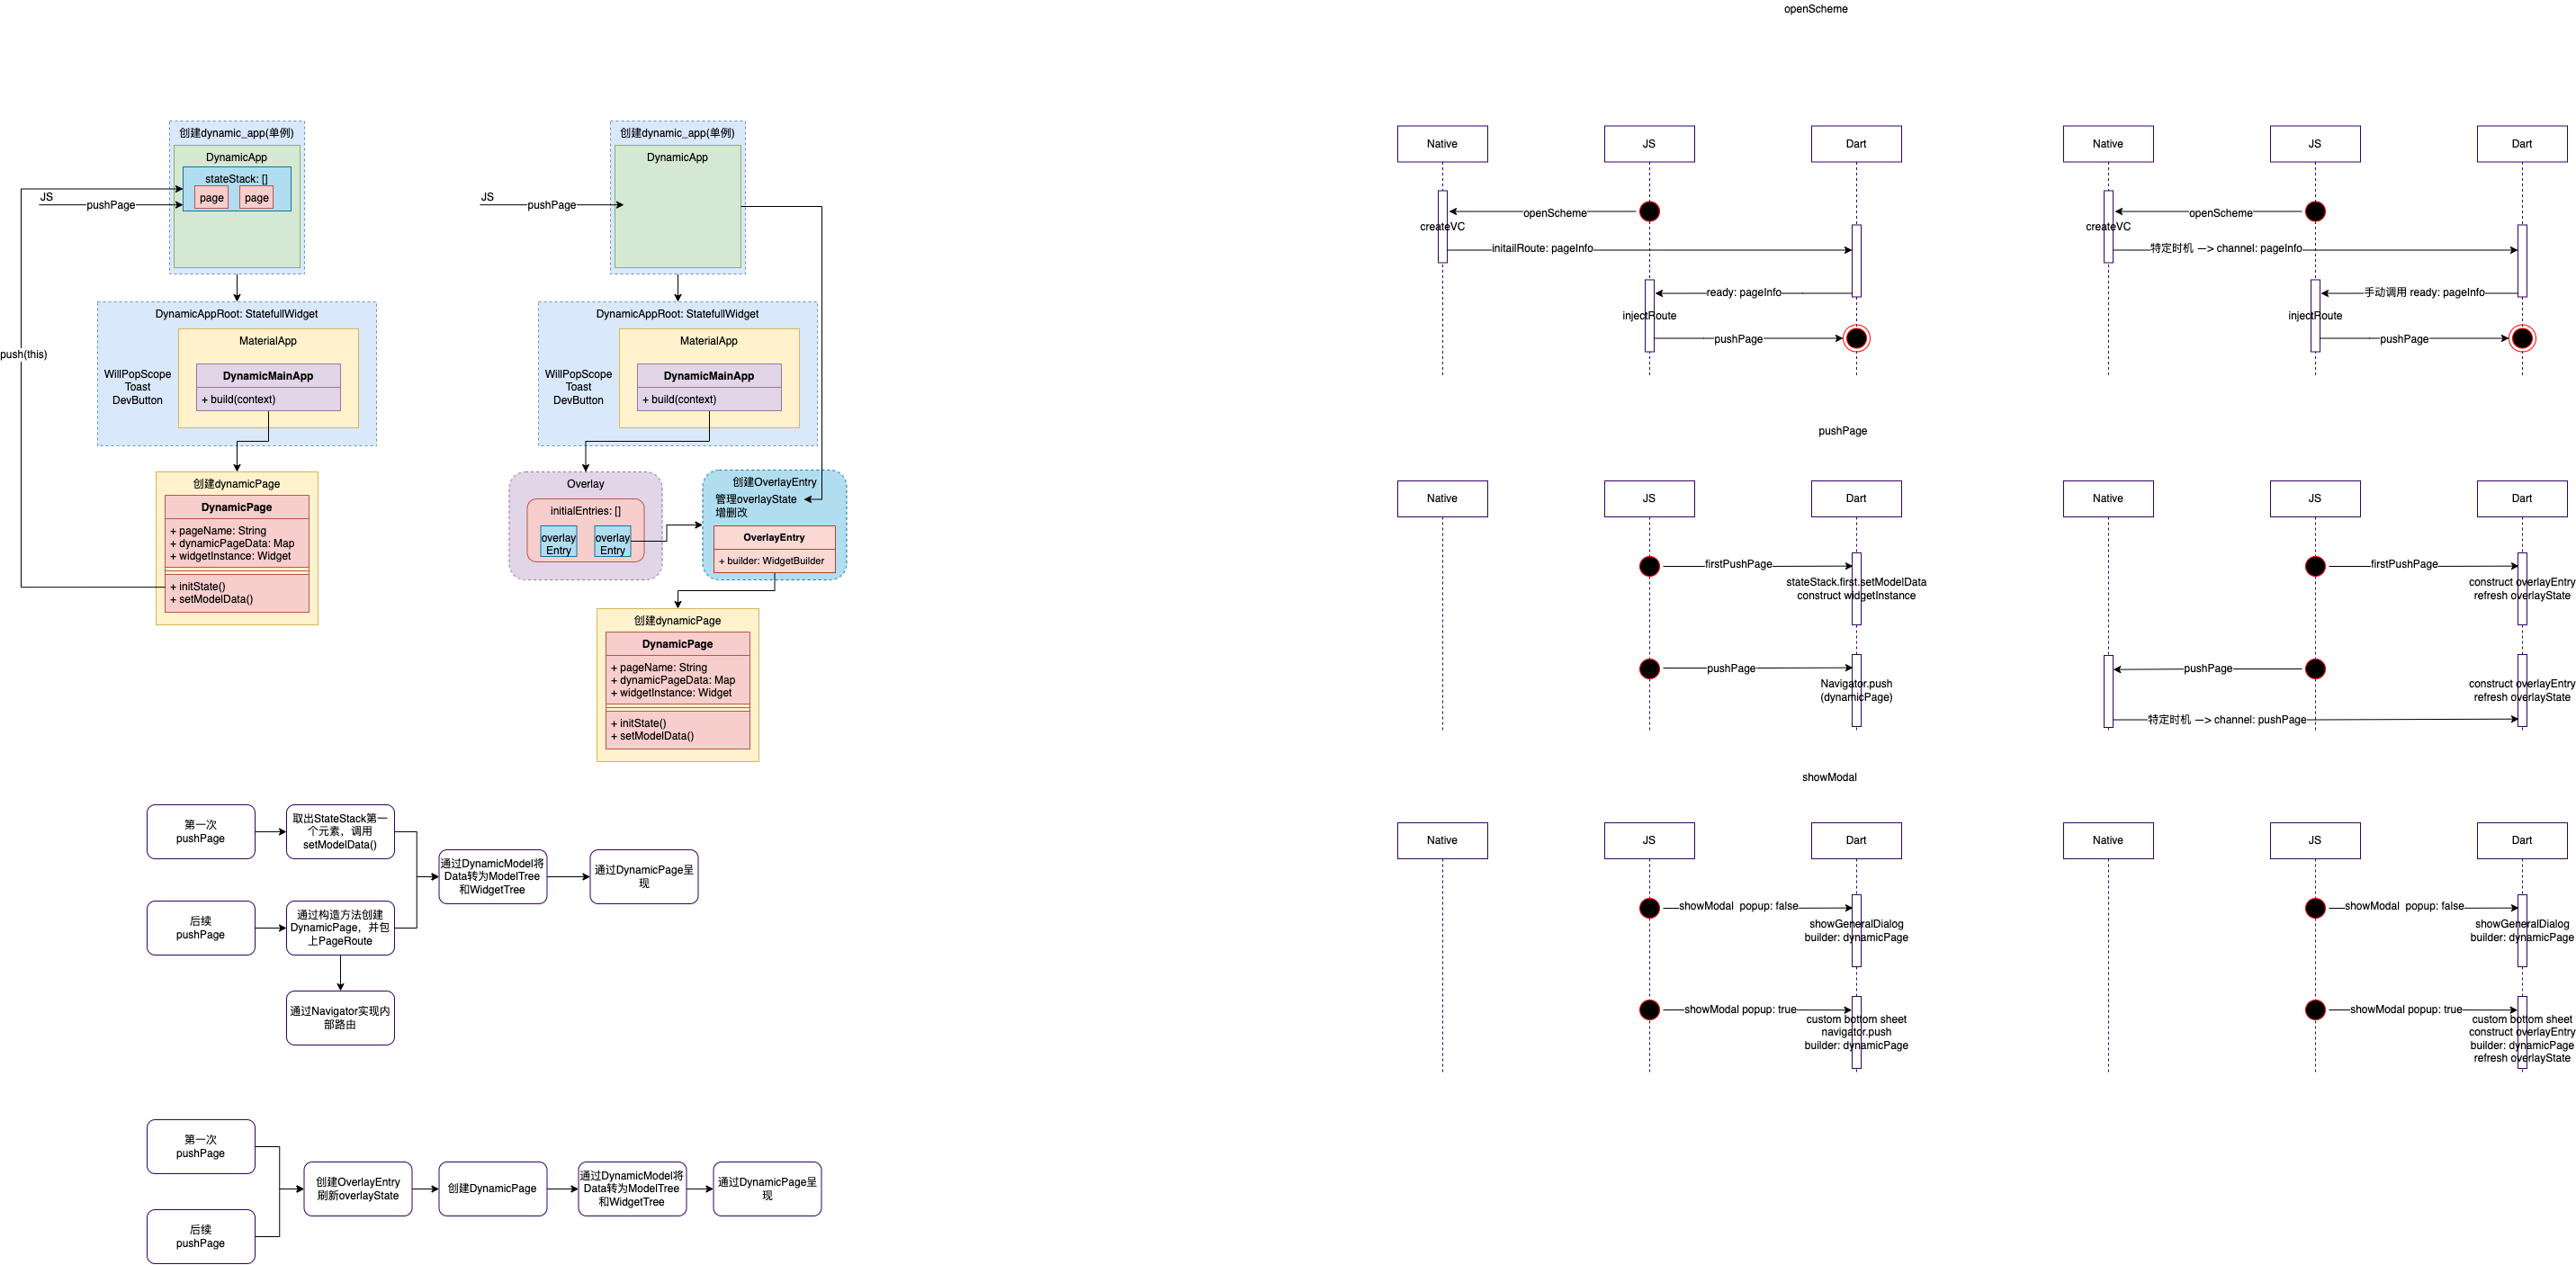 openScheme
创建dynamic_app(单例)
DynamicApp
stateStack: []
page
page
JS
pushPage
push(this)
DynamicAppRoot: StatefullWidget
MaterialApp
WillPopScope
Toast
DevButton
DynamicMainApp
+ build(context)
创建dynamicPage
DynamicPage
+ pageName: String
+ dynamicPageData: Map
+ widgetInstance: Widget
+ initState()
+ setModelData()
创建dynamic_app(单例)
DynamicApp
JS
pushPage
DynamicAppRoot: StatefullWidget
MaterialApp
WillPopScope
Toast
DevButton
DynamicMainApp
+ build(context)
Overlay
initialEntries: []
overlay
Entry
overlay
Entry
创建OverlayEntry
管理overlayState
增删改
OverlayEntry
+ builder: WidgetBuilder
创建dynamicPage
DynamicPage
+ pageName: String
+ dynamicPageData: Map
+ widgetInstance: Widget
+ initState()
+ setModelData()
第一次
pushPage
取出StateStack第一
个元素，调用
setModelData()
后续
pushPage
通过构造方法创建
DynamicPage，并包
上PageRoute
通过Navigator实现内
部路由
通过DynamicModel将
Data转为ModelTree
和WidgetTree
通过DynamicPage呈
现
第一次
pushPage
后续
pushPage
创建OverlayEntry
刷新overlayState
创建DynamicPage
通过DynamicModel将
Data转为ModelTree
和WidgetTree
通过DynamicPage呈
现
Native
JS
Dart
openScheme
createVC
initailRoute: pageInfo
ready: pageInfo
injectRoute
pushPage
Native
JS
Dart
openScheme
createVC
特定时机 —> channel: pageInfo
手动调用 ready: pageInfo
injectRoute
pushPage
pushPage
Native
JS
Dart
firstPushPage
stateStack.first.setModelData
construct widgetInstance
pushPage
Navigator.push
(dynamicPage)
Native
JS
Dart
firstPushPage
construct overlayEntry
refresh overlayState
pushPage
construct overlayEntry
refresh overlayState
特定时机 —> channel: pushPage
showModal
Native
JS
Dart
showModal  popup: false
showGeneralDialog
builder: dynamicPage
showModal popup: true
custom bottom sheet
navigator.push
builder: dynamicPage
Native
JS
Dart
showModal  popup: false
showGeneralDialog
builder: dynamicPage
showModal popup: true
custom bottom sheet
construct overlayEntry
builder: dynamicPage
refresh overlayState